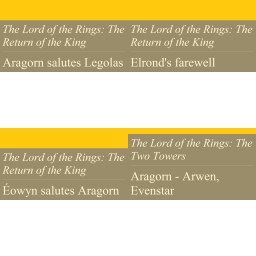 The Lord of the Rings: The
Return of the King
Aragorn salutes Legolas
The Lord of the Rings: The
Return of the King
Elrond's farewell
The Lord of the Rings: The
Return of the King
Éowyn salutes Aragorn
The Lord of the Rings: The
Two Towers
Aragorn - Arwen,
Evenstar